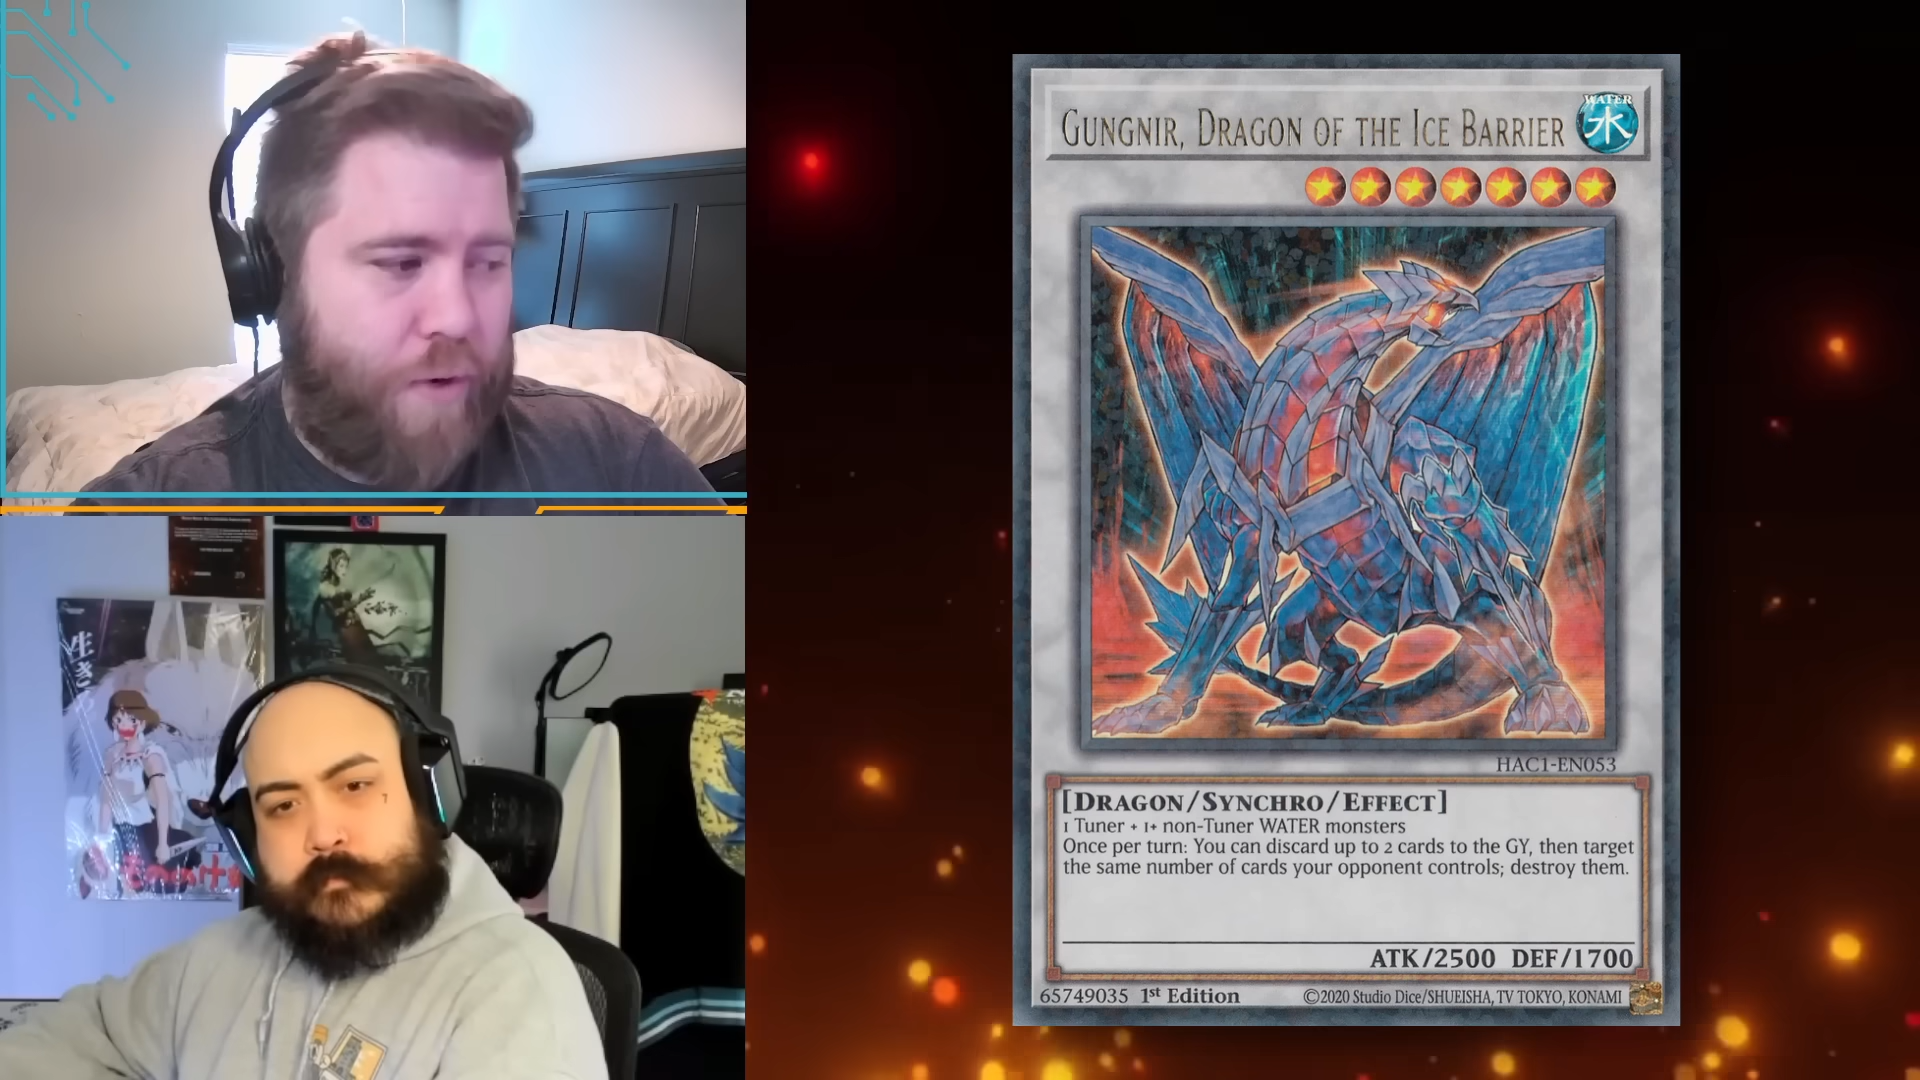 GUNGNIR, DRAGON OF THE ICE BARRIER
WATER
水
HAC1-EN053
[DRAGON/SYNCHRO/EFFECT]
1 Tuner + 1+ non-Tuner WATER monsters
Once per turn: You can discard up to 2 cards to the GY, then target
the same number of cards your opponent controls; destroy them.
ATK/2500 DEF/1700
65749035 1st Edition ©2020 Studio Dice/SHUEISHA, TV TOKYO, KONAMI
生き